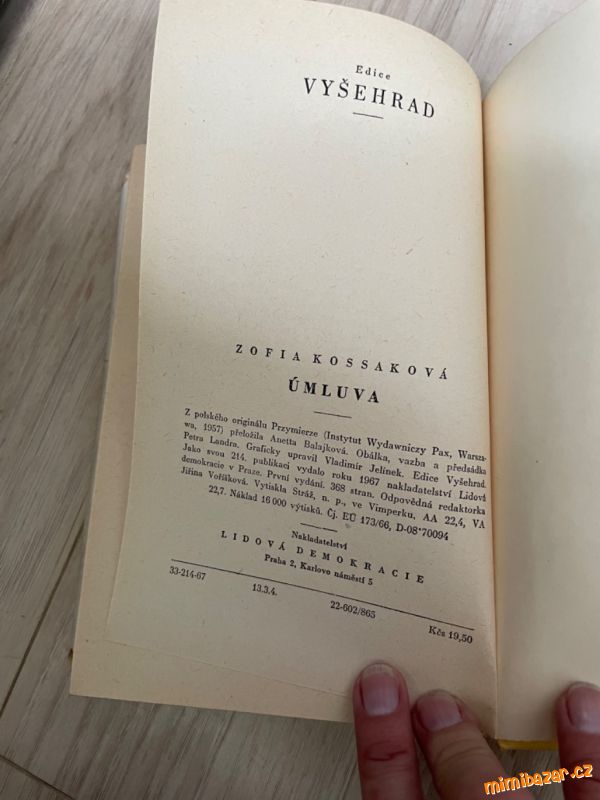 Edice
VYŠEHRAD
ZOFIA KOSSAKOVÁ
ÚMLUVA
Z polského originálu Przymierze (Instytut Wydawniczy Pax, Warsza-
wa, 1957) přeložila Anetta Balajková. Obálka, vazba a předsádka
Petra Landra. Graficky upravil Vladimír Jelínek. Edice Vyšehrad.
Jako svou 214. publikaci vydalo roku 1967 nakladatelství Lidová
demokracie v Praze. První vydání. 368 stran. Odpovědná redaktorka
Jiřina Voříšková. Vytiskla Stráž, n. p., ve Vimperku, AA 22,4, VA
22,7. Náklad 16 000 výtisků. Čj. EÚ 173/66, D-08*70094
Nakladatelství
LIDOVÁ DEMOKRACIE
Praha 2, Karlovo náměstí 5
33-214-67 13.3.4. 22-602/865 Kčs 19,50
mimibazar.cz